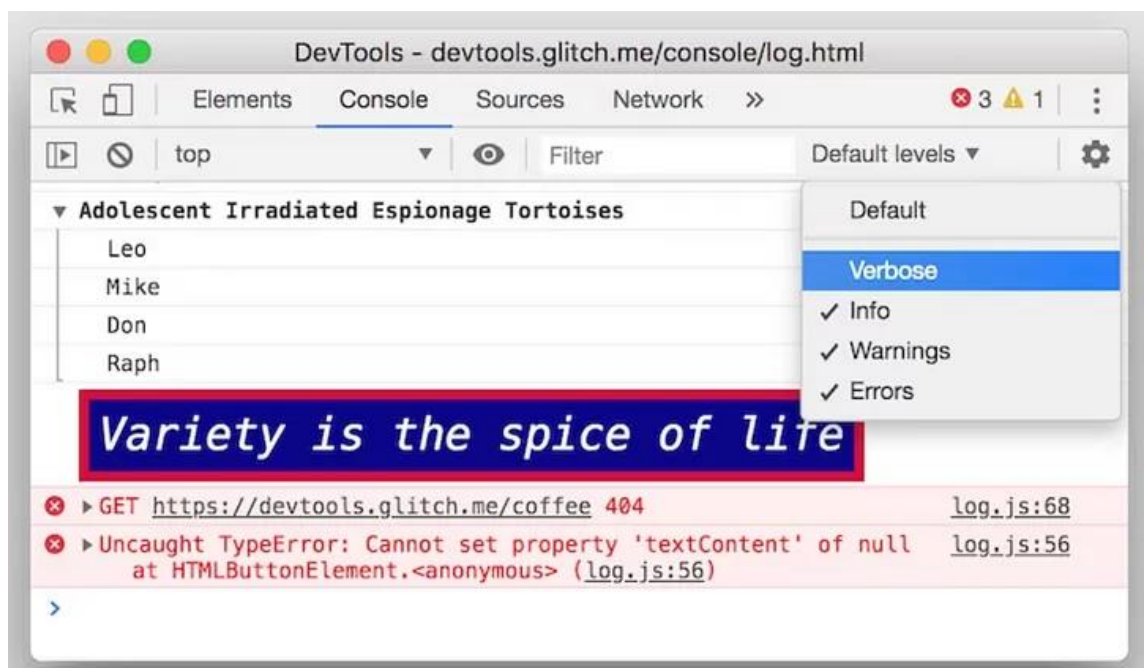 DevTools - devtools.glitch.me/console/log.html
Elements Console Sources Network » 3 1
top Filter Default levels
Default
Verbose
Info
Warnings
Errors
Adolescent Irradiated Espionage Tortoises
Leo
Mike
Don
Raph
Variety is the spice of life
GET https://devtools.glitch.me/coffee 404 log.js:68
Uncaught TypeError: Cannot set property 'textContent' of null log.js:56
at HTMLButtonElement.<anonymous> (log.js:56)
>